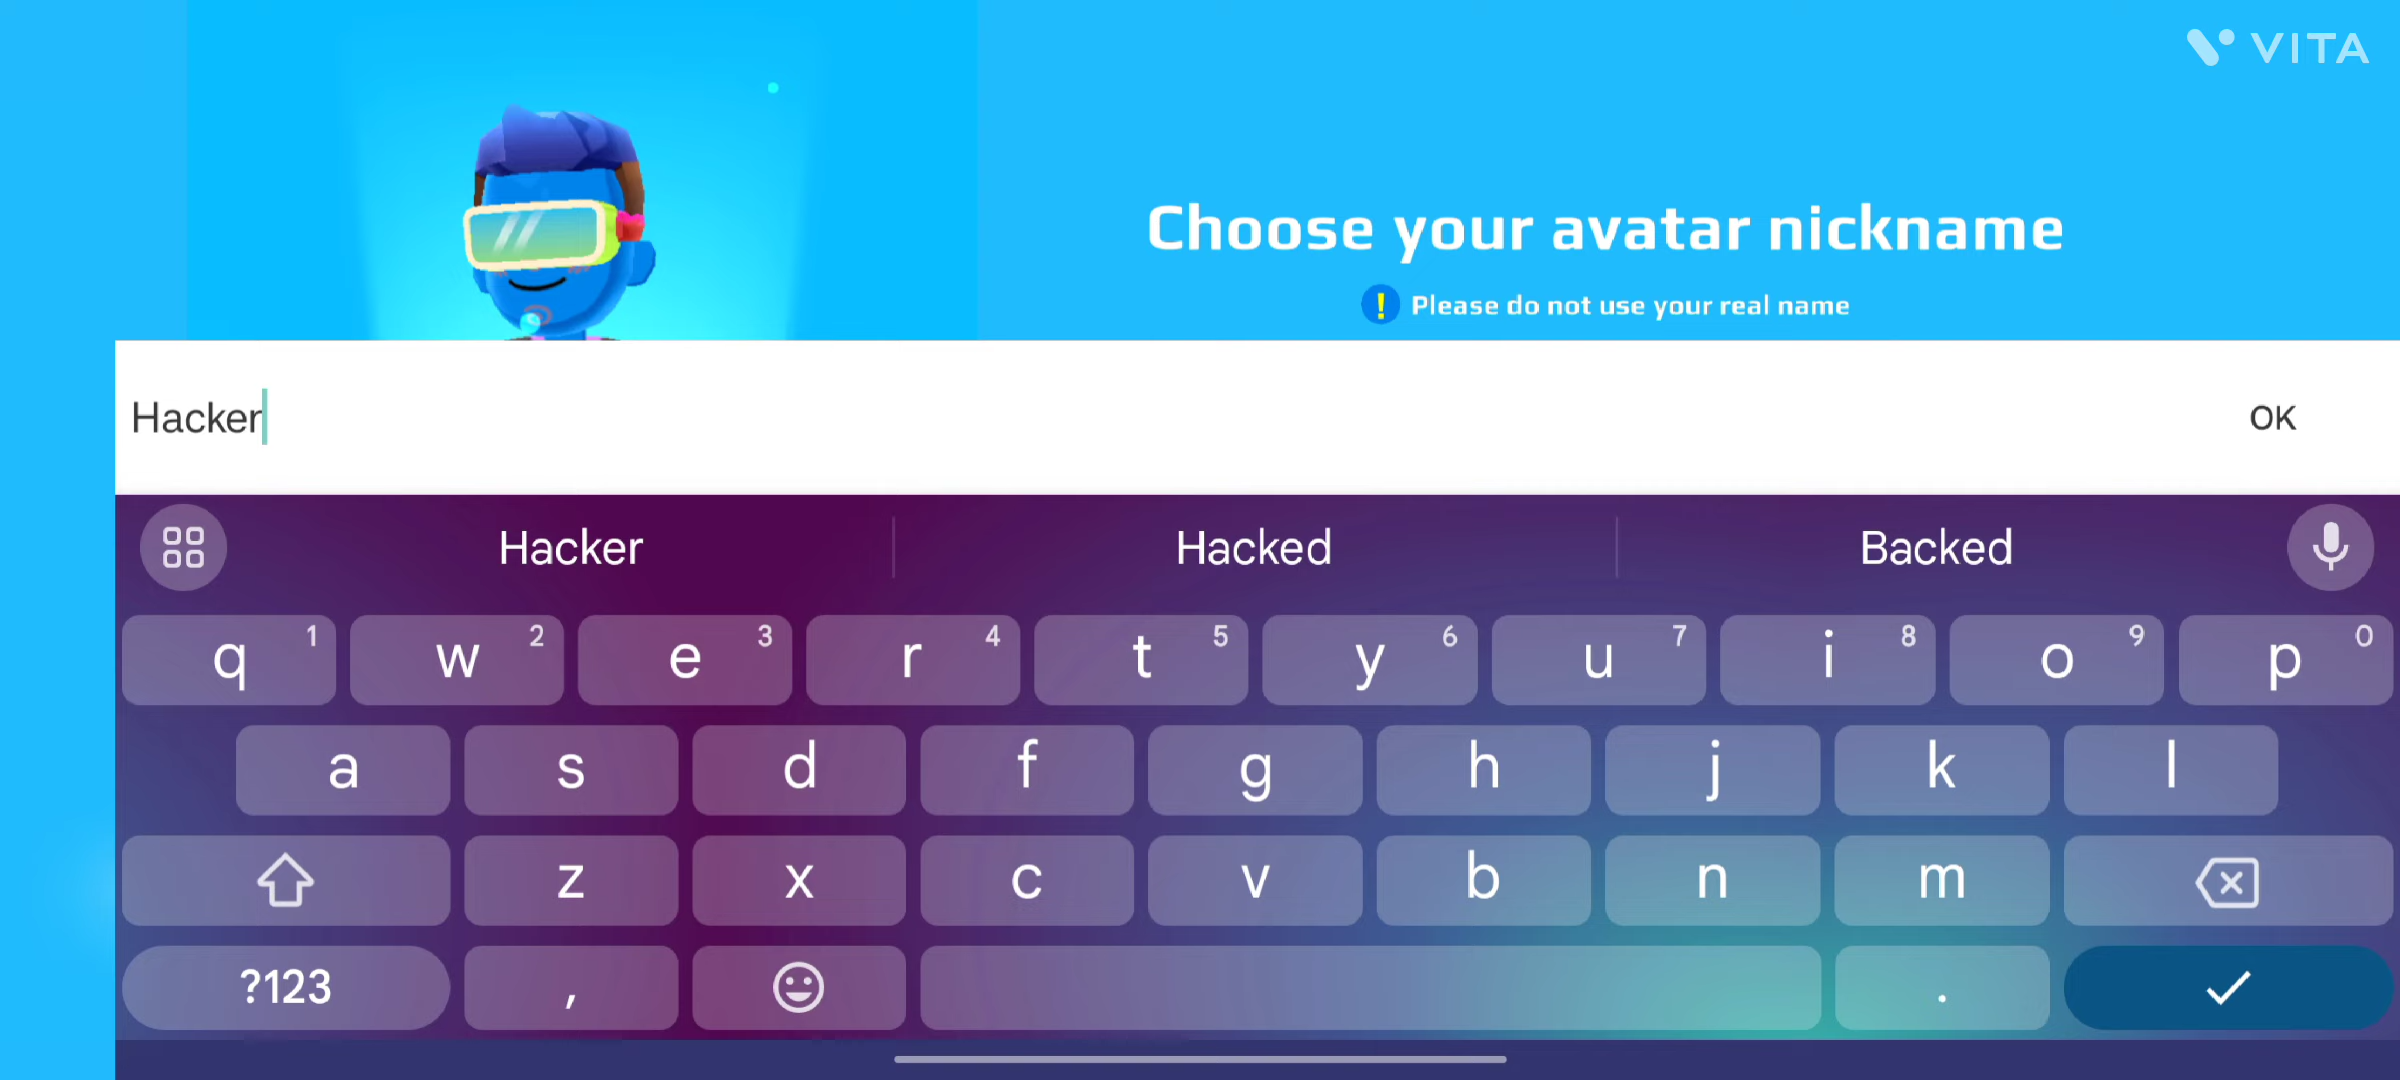 VITA
Choose your avatar nickname
! Please do not use your real name
Hacker
OK
Hacker Hacked Backed
q 1 w 2 e 3 r 4 t 5 y 6 u 7 i 8 o 9 p 0
a s d f g h j k l
z x c v b n m
?123 , .